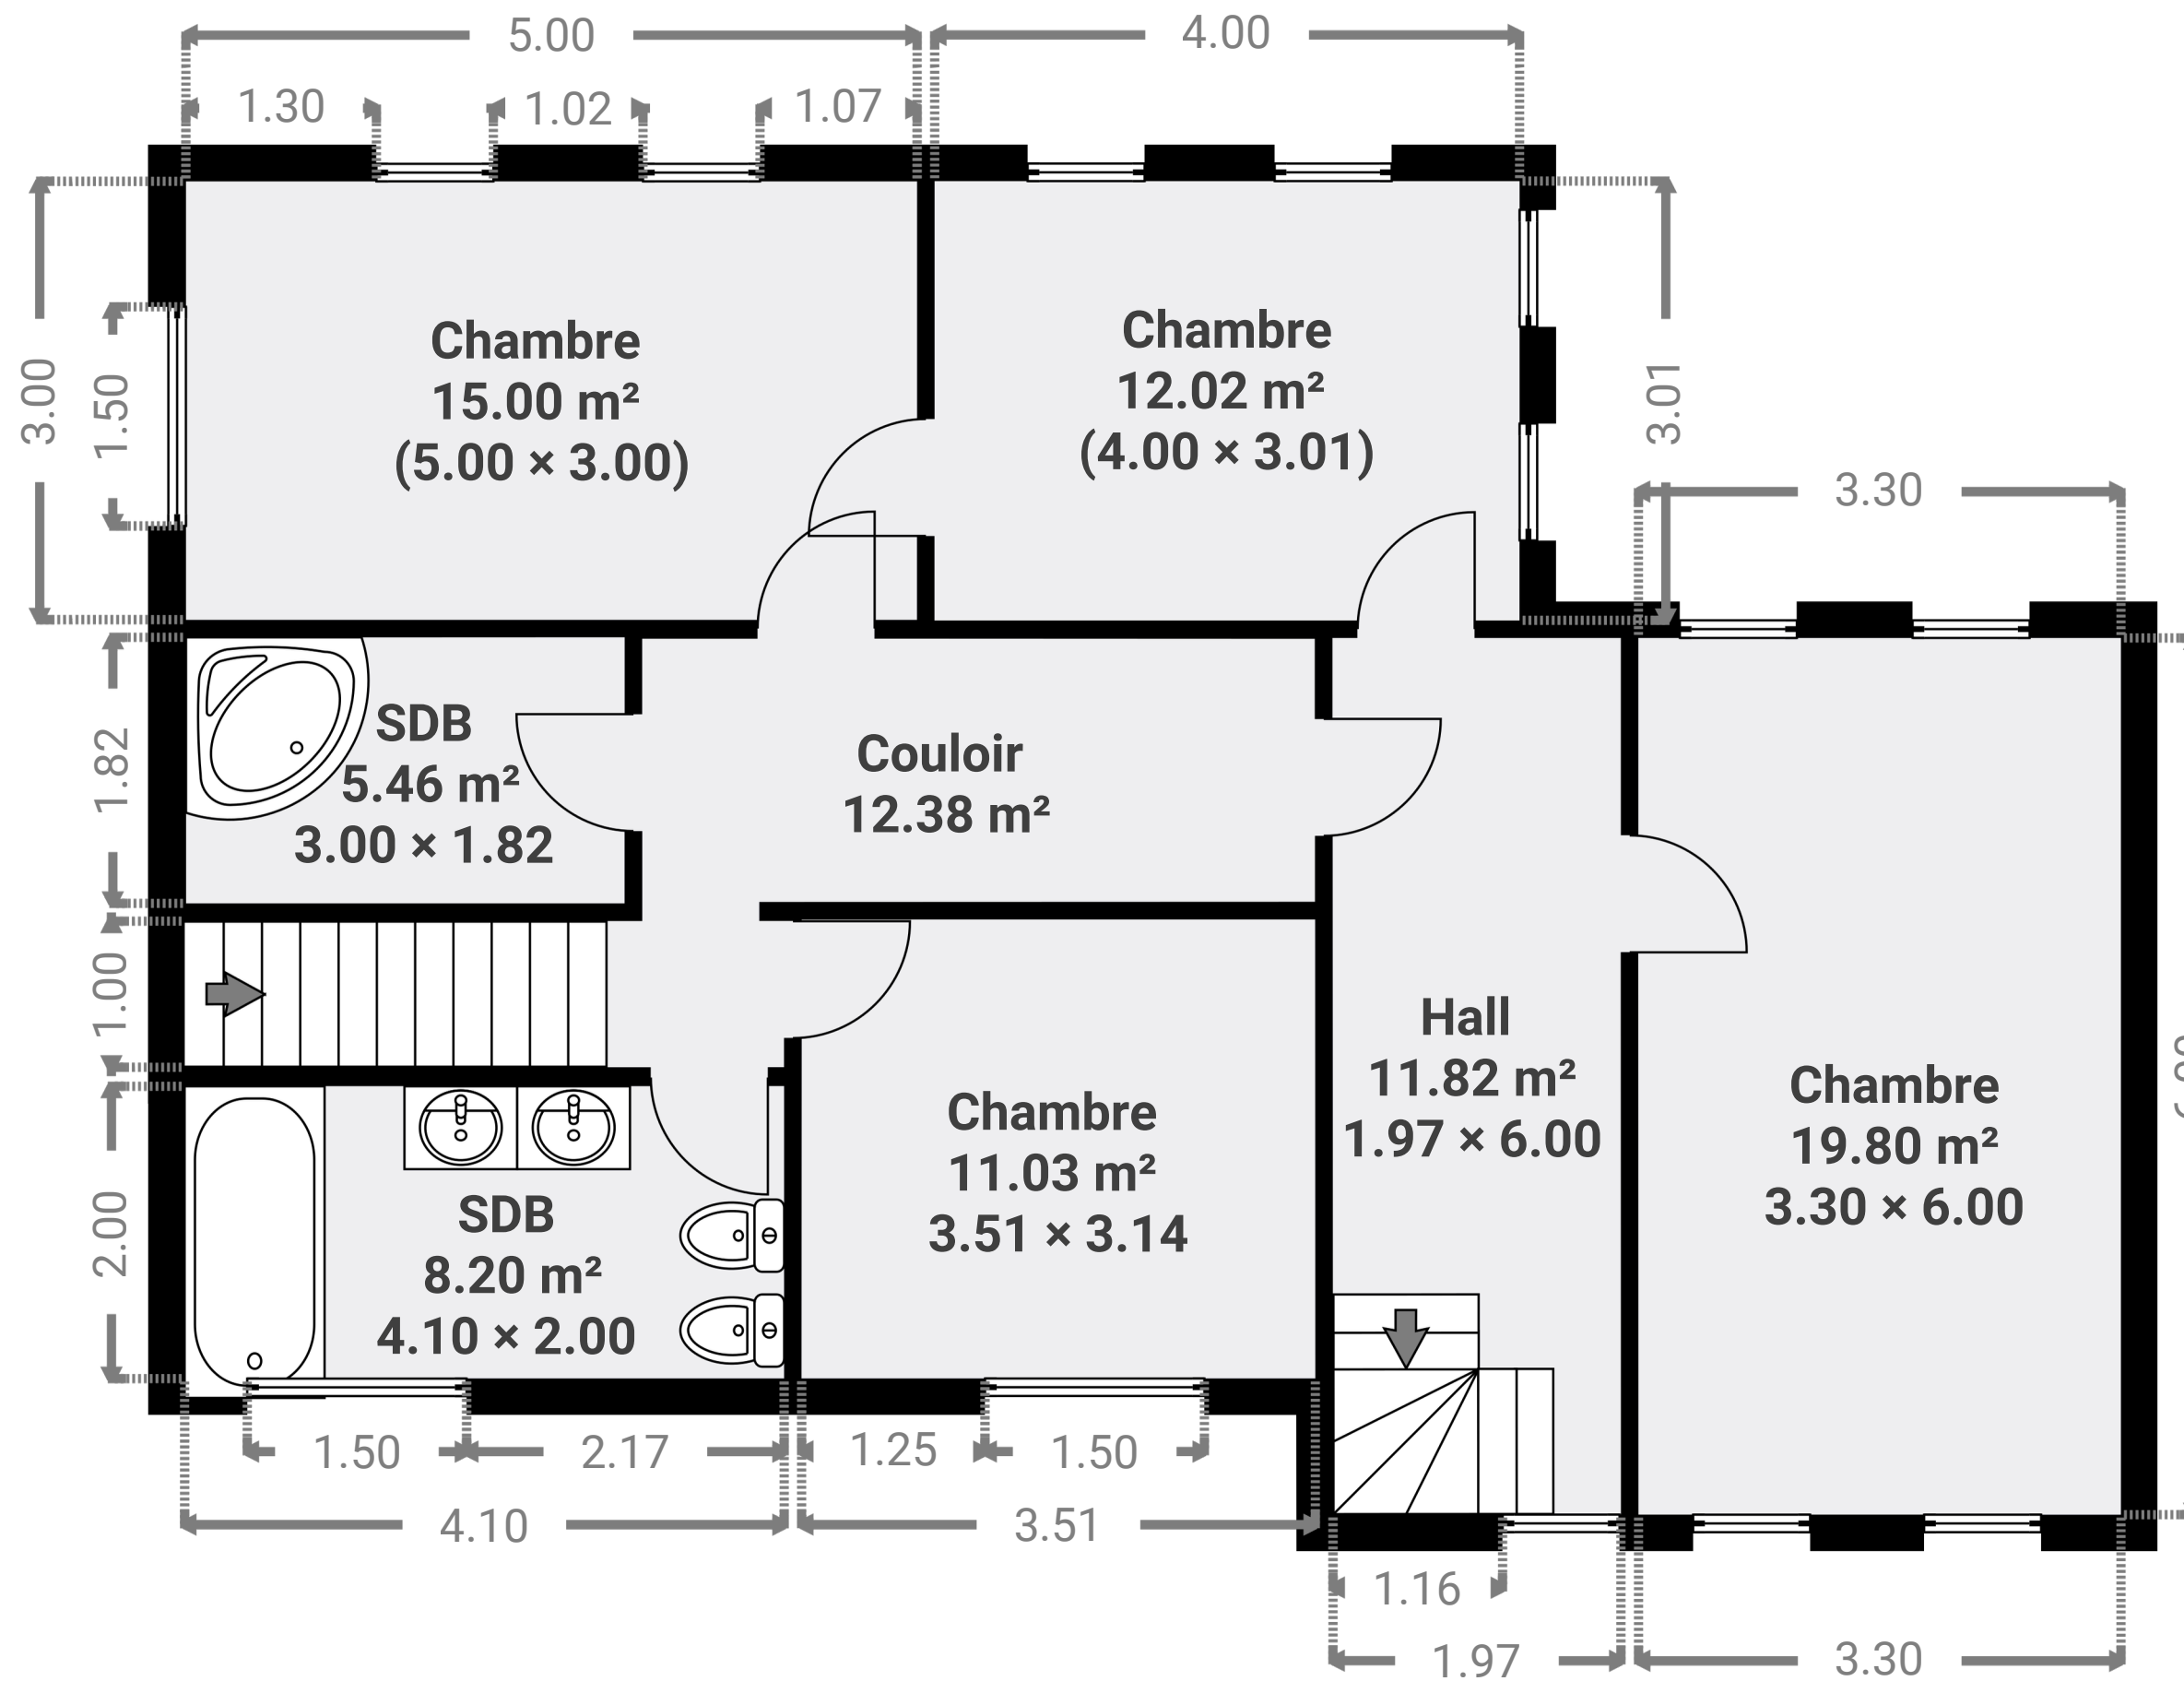 5.00
4.00
1.30
1.02
1.07
3.00
1.50
3.01
Chambre
15.00 m²
(5.00 × 3.00)
Chambre
12.02 m²
(4.00 × 3.01)
3.30
1.82
SDB
5.46 m²
3.00 × 1.82
Couloir
12.38 m²
1.00
Hall
11.82 m²
1.97 × 6.00
Chambre
19.80 m²
3.30 × 6.00
Chambre
11.03 m²
3.51 × 3.14
2.00
SDB
8.20 m²
4.10 × 2.00
1.50
2.17
1.25
1.50
4.10
3.51
1.16
1.97
3.30